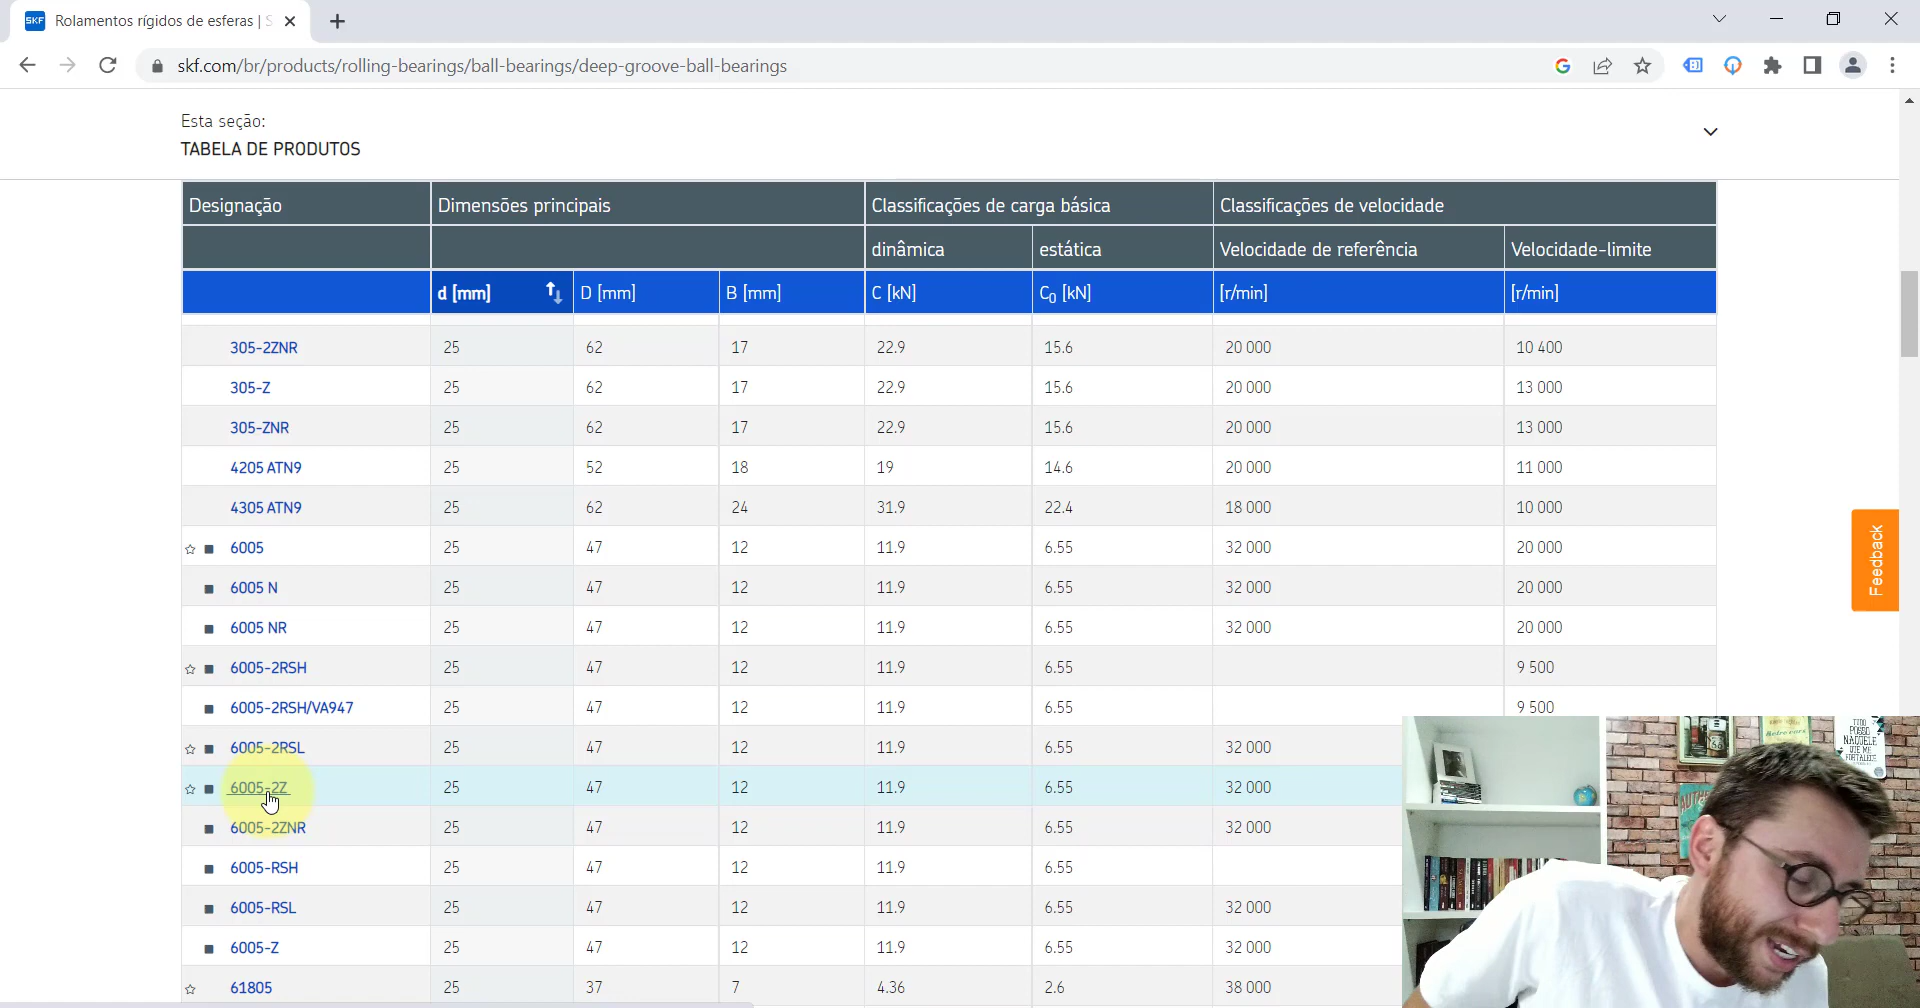 SKF Rolamentos rígidos de esferas | S
skf.com/br/products/rolling-bearings/ball-bearings/deep-groove-ball-bearings
Esta seção:
TABELA DE PRODUTOS
Designação Dimensões principais Classificações de carga básica Classificações de velocidade
dinâmica estática Velocidade de referência Velocidade-limite
d [mm] D [mm] B [mm] C [kN] C0 [kN] [r/min] [r/min]
305-2ZNR 25 62 17 22.9 15.6 20 000 10 400
305-Z 25 62 17 22.9 15.6 20 000 13 000
305-ZNR 25 62 17 22.9 15.6 20 000 13 000
4205 ATN9 25 52 18 19 14.6 20 000 11 000
4305 ATN9 25 62 24 31.9 22.4 18 000 10 000
6005 25 47 12 11.9 6.55 32 000 20 000
6005 N 25 47 12 11.9 6.55 32 000 20 000
6005 NR 25 47 12 11.9 6.55 32 000 20 000
6005-2RSH 25 47 12 11.9 6.55 9 500
6005-2RSH/VA947 25 47 12 11.9 6.55 9 500
6005-2RSL 25 47 12 11.9 6.55 32 000
6005-2Z 25 47 12 11.9 6.55 32 000
6005-2ZNR 25 47 12 11.9 6.55 32 000
6005-RSH 25 47 12 11.9 6.55
6005-RSL 25 47 12 11.9 6.55 32 000
6005-Z 25 47 12 11.9 6.55 32 000
61805 25 37 7 4.36 2.6 38 000
Feedback
TUDO
POSSO
NAQUELE
QUE ME
FORTALECE